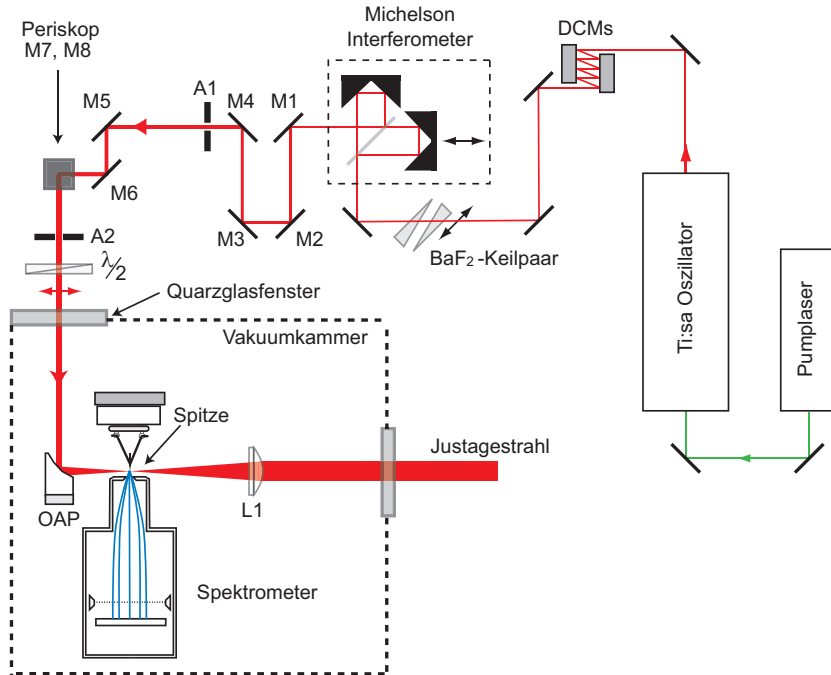 Periskop
M7, M8
Michelson
Interferometer
DCMs
A1
M5
M4
M1
M6
M3
M2
A2
λ/2
BaF2-Keilpaar
Quarzglasfenster
Vakuumkammer
Ti:sa Oszillator
Pumplaser
Spitze
Justagestrahl
OAP
L1
Spektrometer